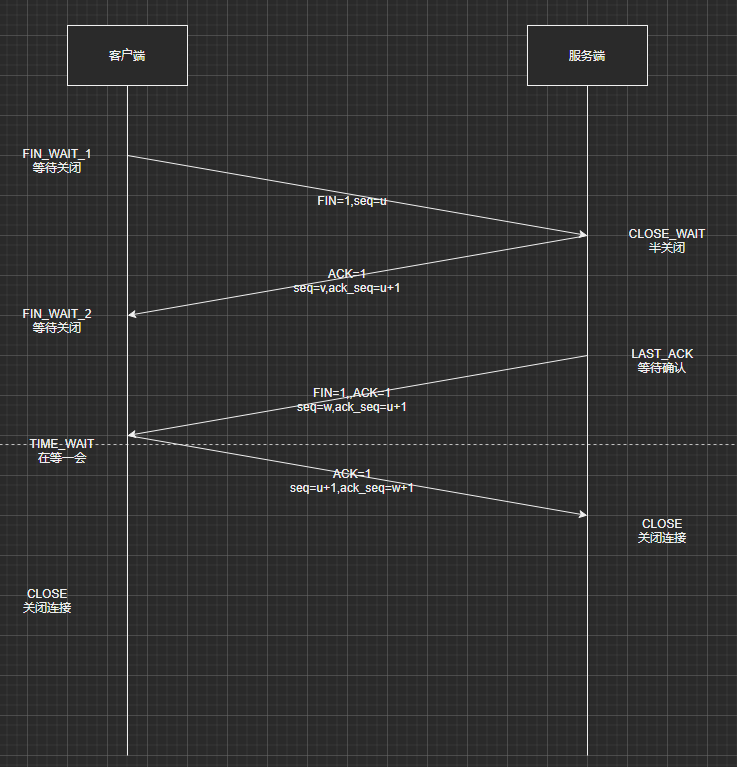 客户端
服务端
FIN_WAIT_1
等待关闭
FIN=1,seq=u
CLOSE_WAIT
半关闭
ACK=1
seq=v,ack_seq=u+1
FIN_WAIT_2
等待关闭
LAST_ACK
等待确认
FIN=1,,ACK=1
seq=w,ack_seq=u+1
TIME_WAIT
在等一会
ACK=1
seq=u+1,ack_seq=w+1
CLOSE
关闭连接
CLOSE
关闭连接